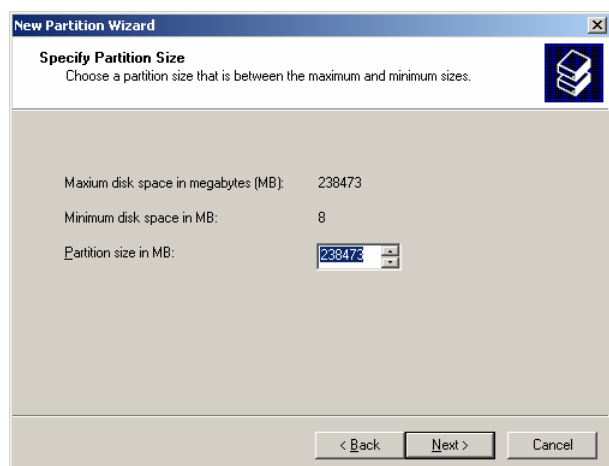 New Partition Wizard
Specify Partition Size
Choose a partition size that is between the maximum and minimum sizes.
Maxium disk space in megabytes (MB): 238473
Minimum disk space in MB: 8
Partition size in MB: 238473
< Back Next > Cancel